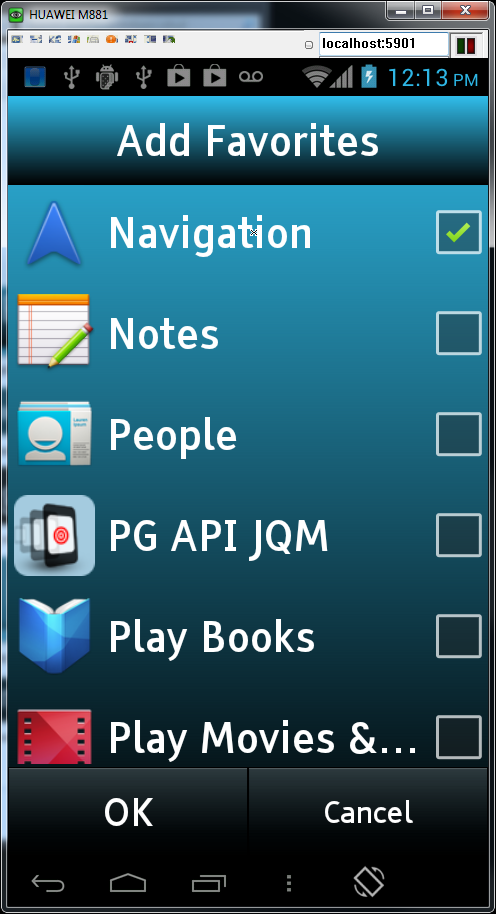 HUAWEI M881
localhost:5901
12:13 PM
Add Favorites
Navigation
Notes
People
PG API JQM
Play Books
Play Movies &...
OK
Cancel